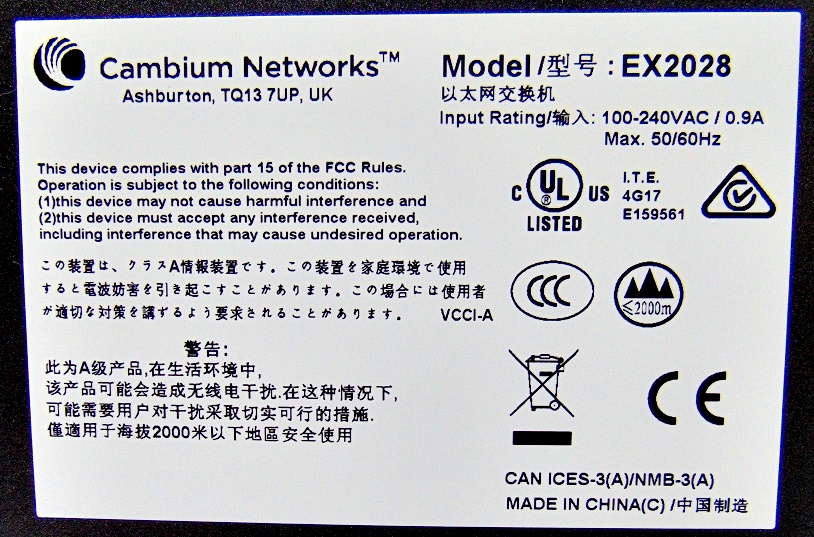 Cambium Networks™
Ashburton, TQ13 7UP, UK
Model/型号 : EX2028
以太网交换机
Input Rating/输入: 100-240VAC / 0.9A
Max. 50/60Hz
This device complies with part 15 of the FCC Rules.
Operation is subject to the following conditions:
(1)this device may not cause harmful interference and
(2)this device must accept any interference received,
including interference that may cause undesired operation.
C UL ® US
LISTED
I.T.E.
4G17
E159561
この装置は、クラスA情報装置です。この装置を家庭環境で使用
すると電波妨害を引き起こすことがあります。この場合には使用者
が適切な対策を講ずるよう要求されることがあります。 VCCI-A
CCC
≤2000m
警告:
此为A级产品,在生活环境中,
该产品可能会造成无线电干扰.在这种情况下,
可能需要用户对干扰采取切实可行的措施.
僅適用于海拔2000米以下地區安全使用
CE
CAN ICES-3(A)/NMB-3(A)
MADE IN CHINA(C) /中国制造